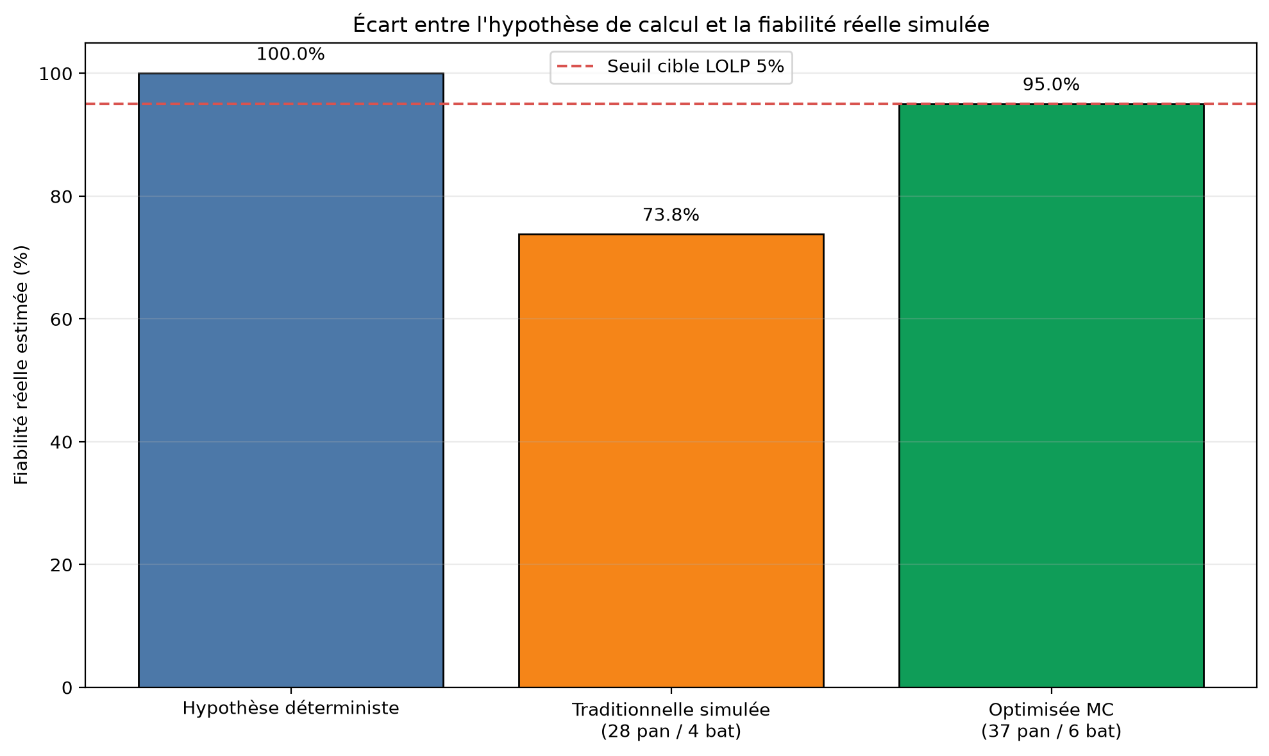 Écart entre l'hypothèse de calcul et la fiabilité réelle simulée
100.0%
Seuil cible LOLP 5%
95.0%
73.8%
Fiabilité réelle estimée (%)
100
80
60
40
20
0
Hypothèse déterministe
Traditionnelle simulée
(28 pan / 4 bat)
Optimisée MC
(37 pan / 6 bat)